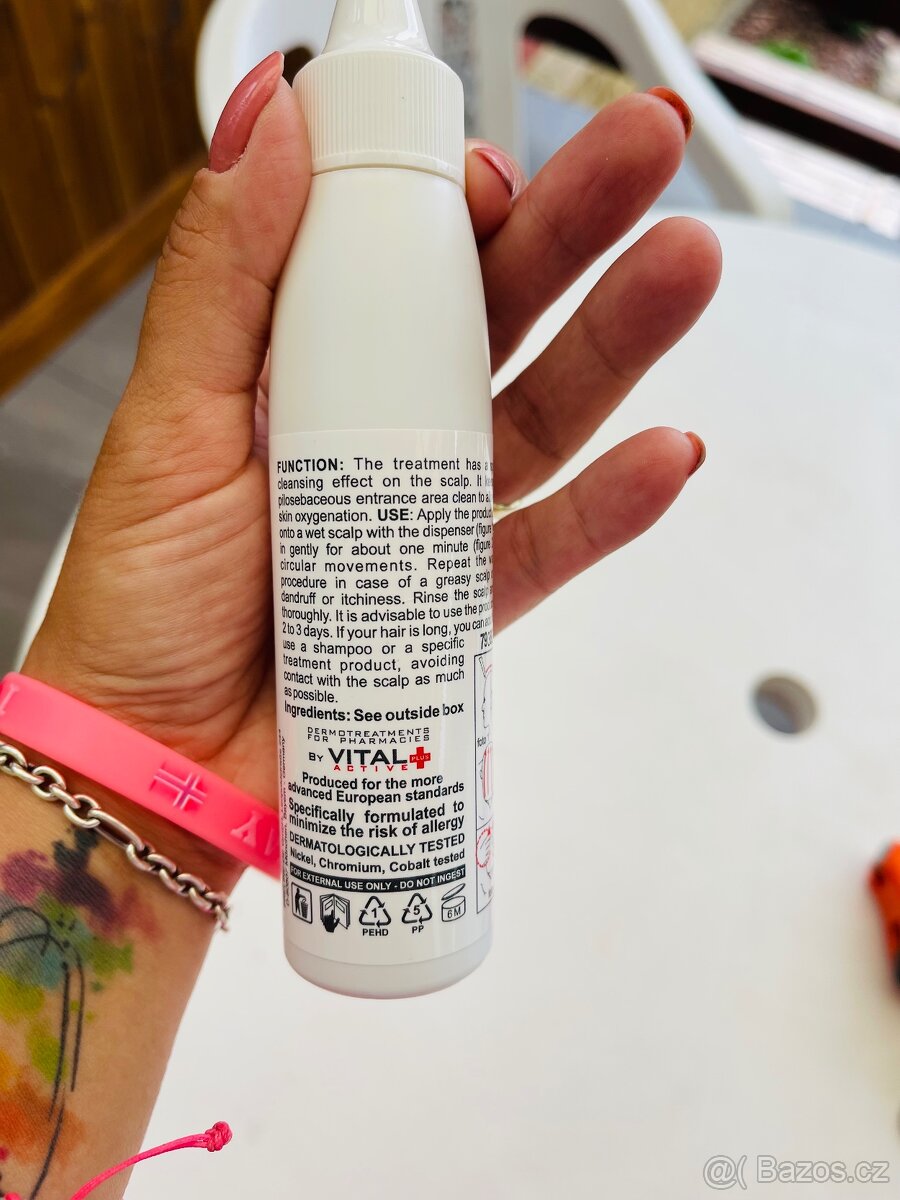 FUNCTION: The treatment has a
cleansing effect on the scalp. It
pilosebaceous entrance area clean to
skin oxygenation. USE: Apply the
onto a wet scalp with the dispenser
in gently for about one minute
circular movements. Repeat the
procedure in case of a greasy scalp
dandruff or itchiness. Rinse the
thoroughly. It is advisable to use the
2 to 3 days. If your hair is long, you can
use a shampoo or a specific
treatment product, avoiding
contact with the scalp as much
as possible.
Ingredients: See outside box
DERMOTREATMENTS
FOR PHARMACIES
BY VITAL PLUS
ACTIVE
Produced for the more
advanced European standards
Specifically formulated to
minimize the risk of allergy
DERMATOLOGICALLY TESTED
Nickel, Chromium, Cobalt tested
FOR EXTERNAL USE ONLY - DO NOT INGEST
1 5 6M
PEHD PP
@( Bazos.cz